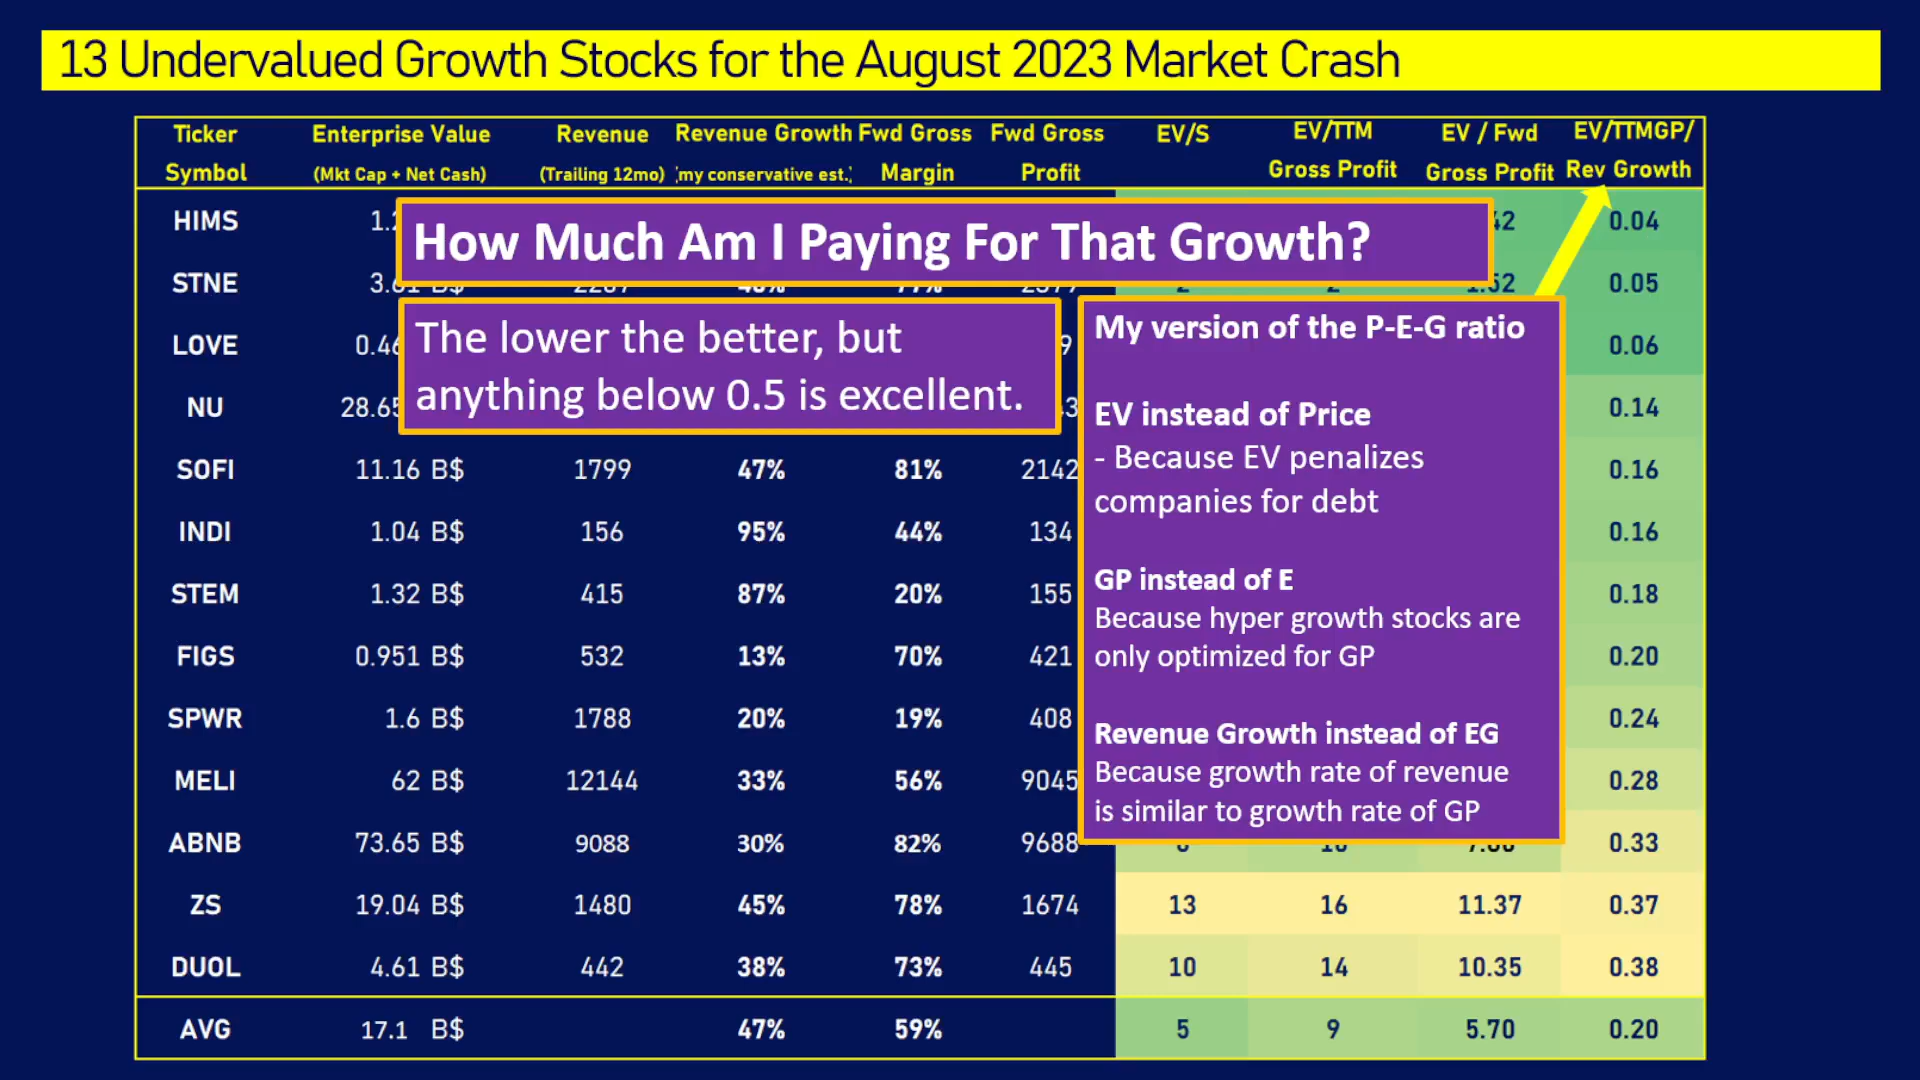 13 Undervalued Growth Stocks for the August 2023 Market Crash
Ticker Symbol Enterprise Value (Mkt Cap + Net Cash) Revenue (Trailing 12mo) Revenue Growth (my conservative est.) Fwd Gross Margin Fwd Gross Profit EV/S EV/TTM Gross Profit EV / Fwd Gross Profit EV/TTMGP/ Rev Growth
HIMS 0.04
How Much Am I Paying For That Growth?
STNE 0.05
LOVE 0.06
The lower the better, but
anything below 0.5 is excellent.
NU 0.14
My version of the P-E-G ratio
EV instead of Price
- Because EV penalizes
companies for debt
GP instead of E
Because hyper growth stocks are
only optimized for GP
Revenue Growth instead of EG
Because growth rate of revenue
is similar to growth rate of GP
SOFI 11.16 B$ 1799 47% 81% 2142 0.16
INDI 1.04 B$ 156 95% 44% 134 0.16
STEM 1.32 B$ 415 87% 20% 155 0.18
FIGS 0.951 B$ 532 13% 70% 421 0.20
SPWR 1.6 B$ 1788 20% 19% 408 0.24
MELI 62 B$ 12144 33% 56% 9045 0.28
ABNB 73.65 B$ 9088 30% 82% 9688 0.33
ZS 19.04 B$ 1480 45% 78% 1674 13 16 11.37 0.37
DUOL 4.61 B$ 442 38% 73% 445 10 14 10.35 0.38
AVG 17.1 B$ 47% 59% 5 9 5.70 0.20